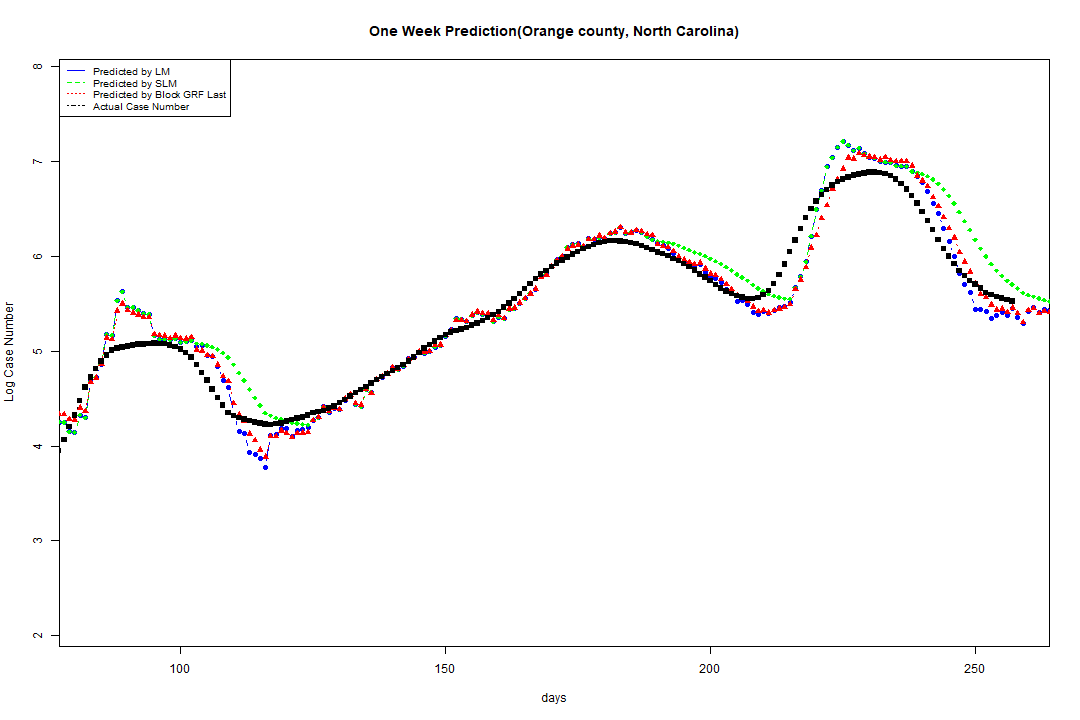 One Week Prediction(Orange county, North Carolina)
Predicted by LM
Predicted by SLM
Predicted by Block GRF Last
Actual Case Number
8
7
6
5
4
3
2
Log Case Number
100
150
200
250
days